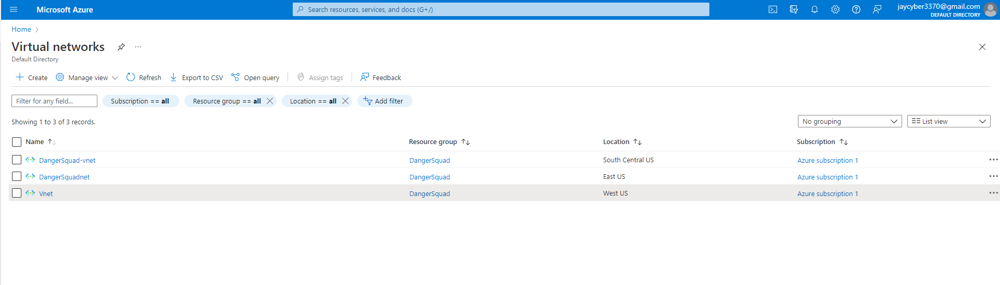 Microsoft Azure
Search resources, services, and docs (G+/)
jaycyber3370@gmail.com
DEFAULT DIRECTORY
Home
Virtual networks
...
Default Directory
Create Manage view Refresh Export to CSV Open query Assign tags Feedback
Filter for any field... Subscription == all Resource group == all Location == all Add filter
Showing 1 to 3 of 3 records. No grouping List view
Name Resource group Location Subscription
DangerSquad-vnet DangerSquad South Central US Azure subscription 1
DangerSquadnet DangerSquad East US Azure subscription 1
Vnet DangerSquad West US Azure subscription 1